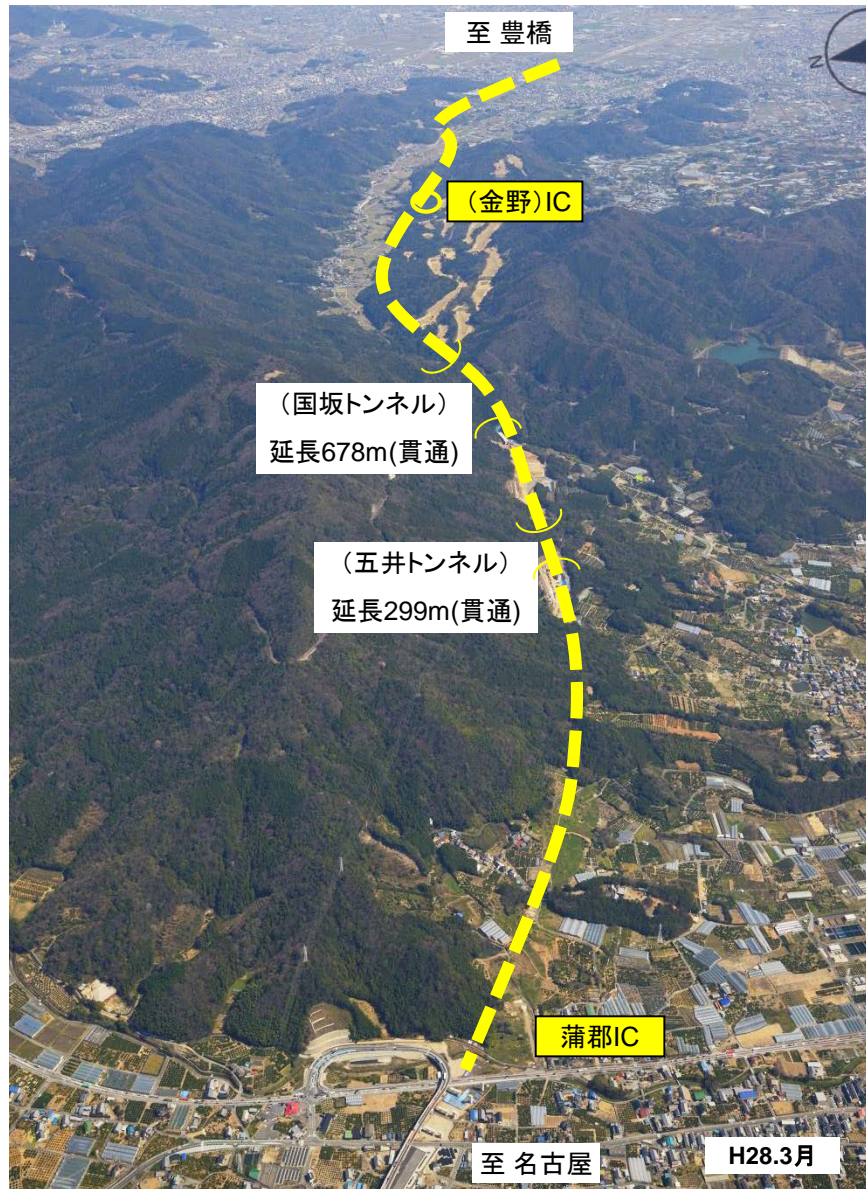 至 豊橋
N
(金野)IC
(国坂トンネル)
延長678m(貫通)
(五井トンネル)
延長299m(貫通)
蒲郡IC
至 名古屋
H28.3月